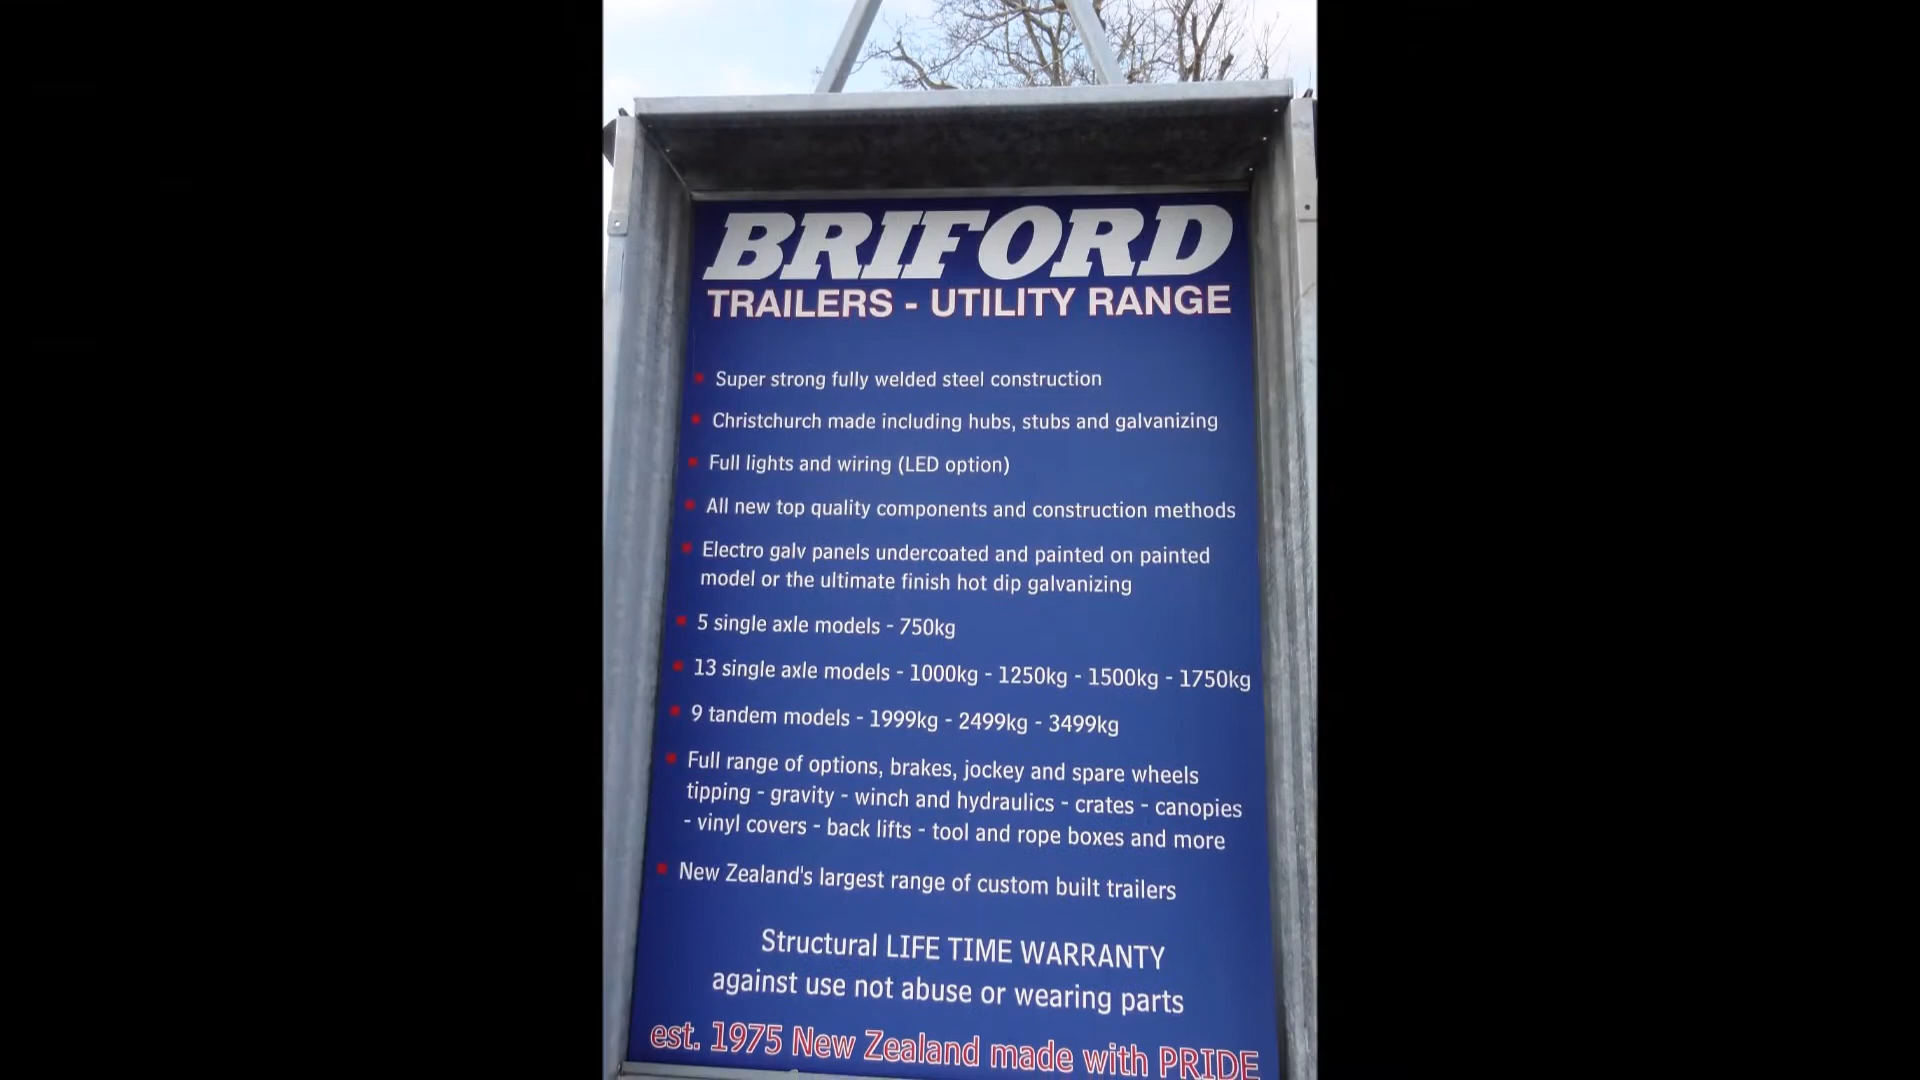 BRIFORD
TRAILERS - UTILITY RANGE
Super strong fully welded steel construction
Christchurch made including hubs, stubs and galvanizing
Full lights and wiring (LED option)
All new top quality components and construction methods
Electro galv panels undercoated and painted on painted
model or the ultimate finish hot dip galvanizing
5 single axle models - 750kg
13 single axle models - 1000kg - 1250kg - 1500kg - 1750kg
9 tandem models - 1999kg - 2499kg - 3499kg
Full range of options, brakes, jockey and spare wheels
tipping - gravity - winch and hydraulics - crates - canopies
- vinyl covers - back lifts - tool and rope boxes and more
New Zealand's largest range of custom built trailers
Structural LIFE TIME WARRANTY
against use not abuse or wearing parts
est. 1975 New Zealand made with PRIDE